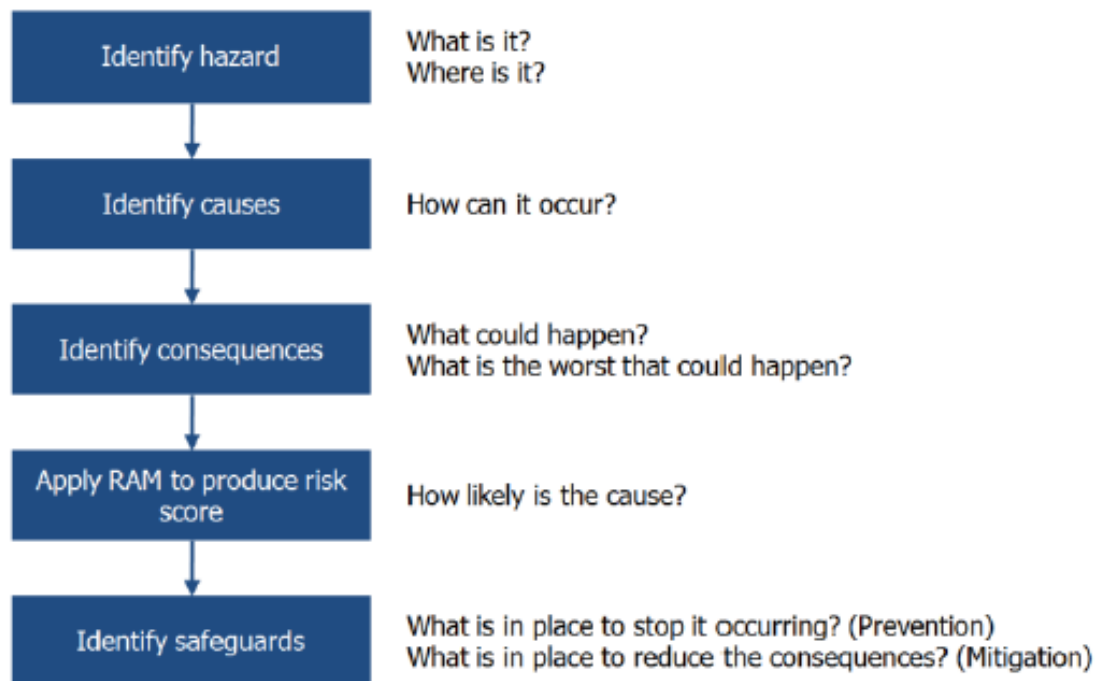 Identify hazard
What is it?
Where is it?
Identify causes
How can it occur?
Identify consequences
What could happen?
What is the worst that could happen?
Apply RAM to produce risk
score
How likely is the cause?
Identify safeguards
What is in place to stop it occurring? (Prevention)
What is in place to reduce the consequences? (Mitigation)